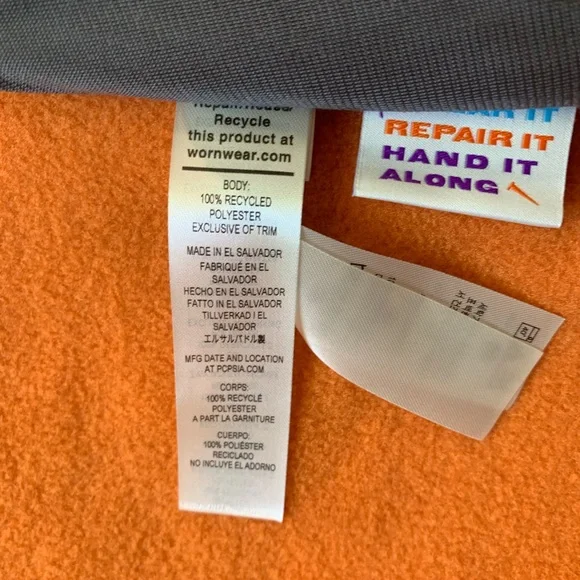 Repair/Reuse/
Recycle
this product at
wornwear.com
BODY:
100% RECYCLED
POLYESTER
EXCLUSIVE OF TRIM
MADE IN EL SALVADOR
FABRIQUÉ EN EL
SALVADOR
HECHO EN EL SALVADOR
FATTO IN EL SALVADOR
TILLVERKAD I EL
SALVADOR
エルサルバドル製
MFG DATE AND LOCATION
AT PCPSIA.COM
CORPS:
100% RECYCLÉ
POLYESTER
A PART LA GARNITURE
CUERPO:
100% POLIÉSTER
RECICLADO
NO INCLUYE EL ADORNO
IT
REPAIR IT
HAND IT
ALONG